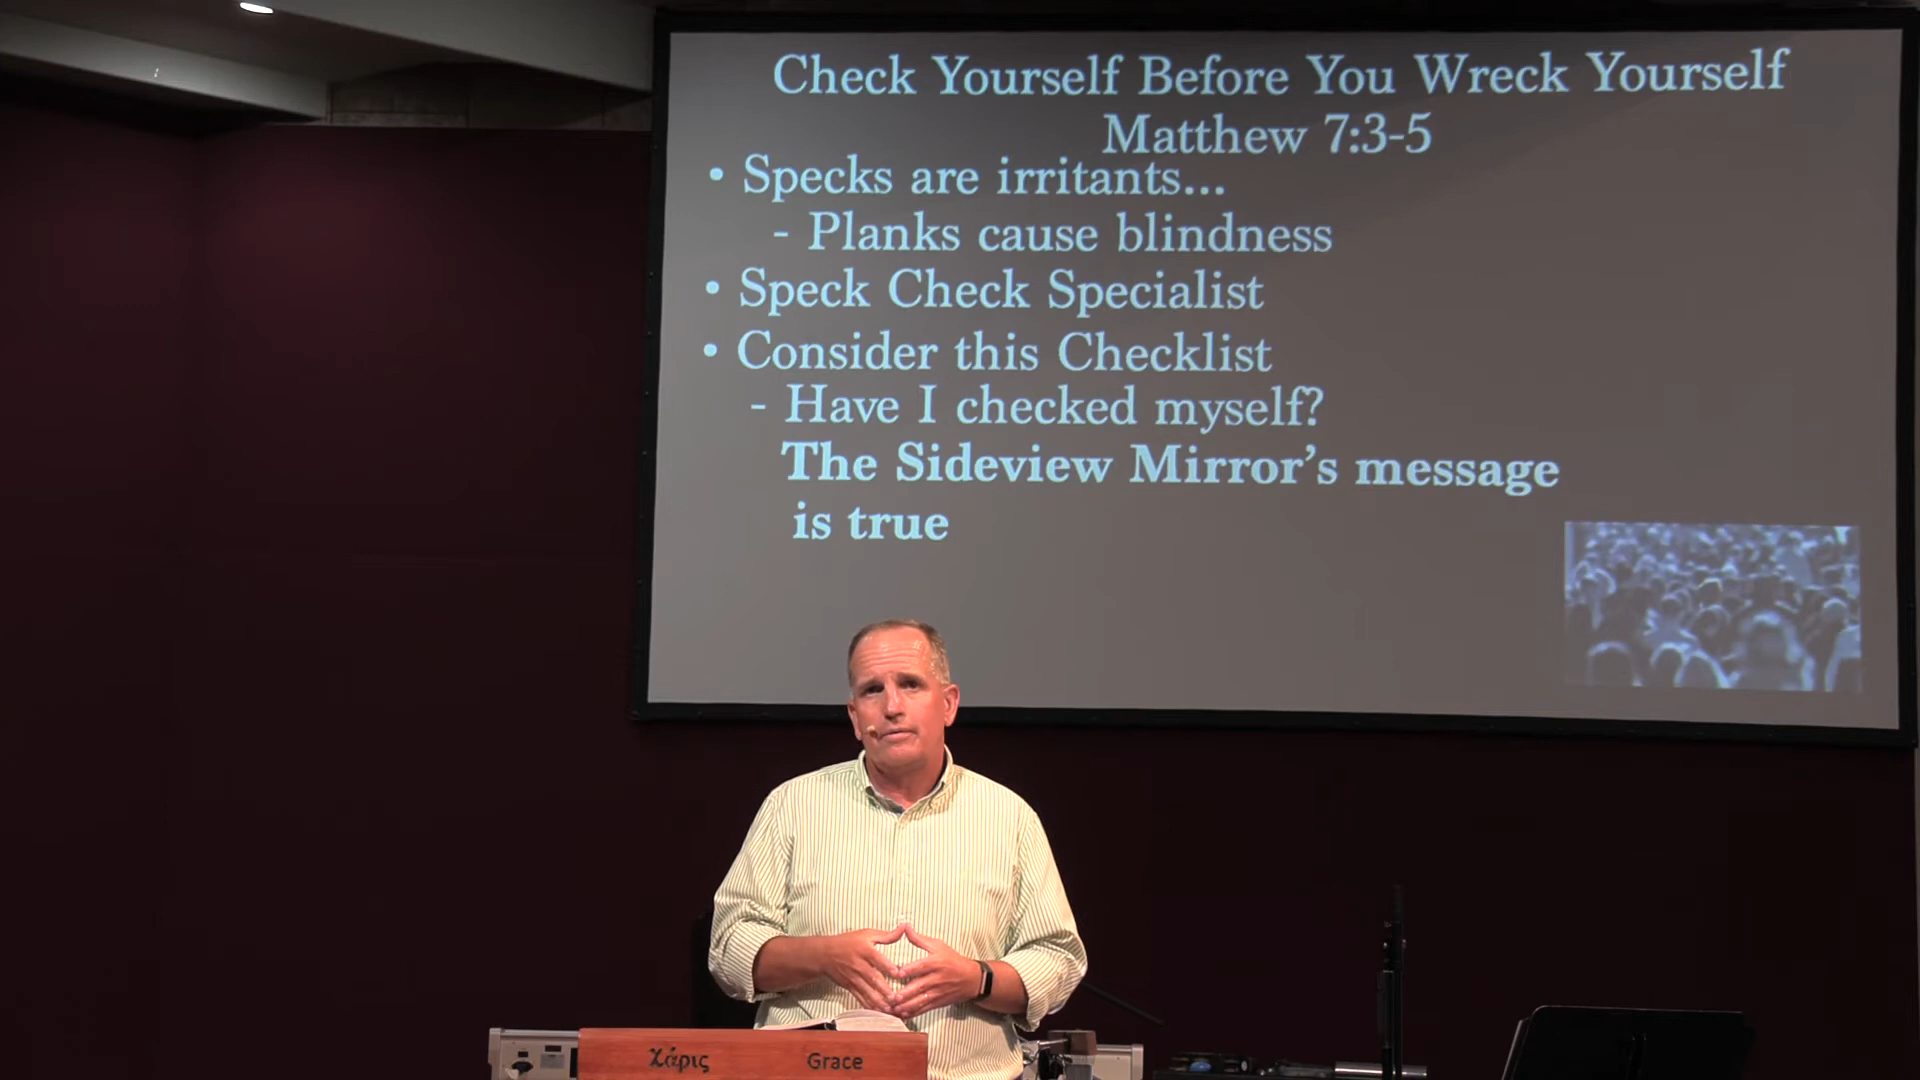 Check Yourself Before You Wreck Yourself
Matthew 7:3-5
• Specks are irritants...
- Planks cause blindness
• Speck Check Specialist
• Consider this Checklist
- Have I checked myself?
The Sideview Mirror's message
is true
Χάρις Grace